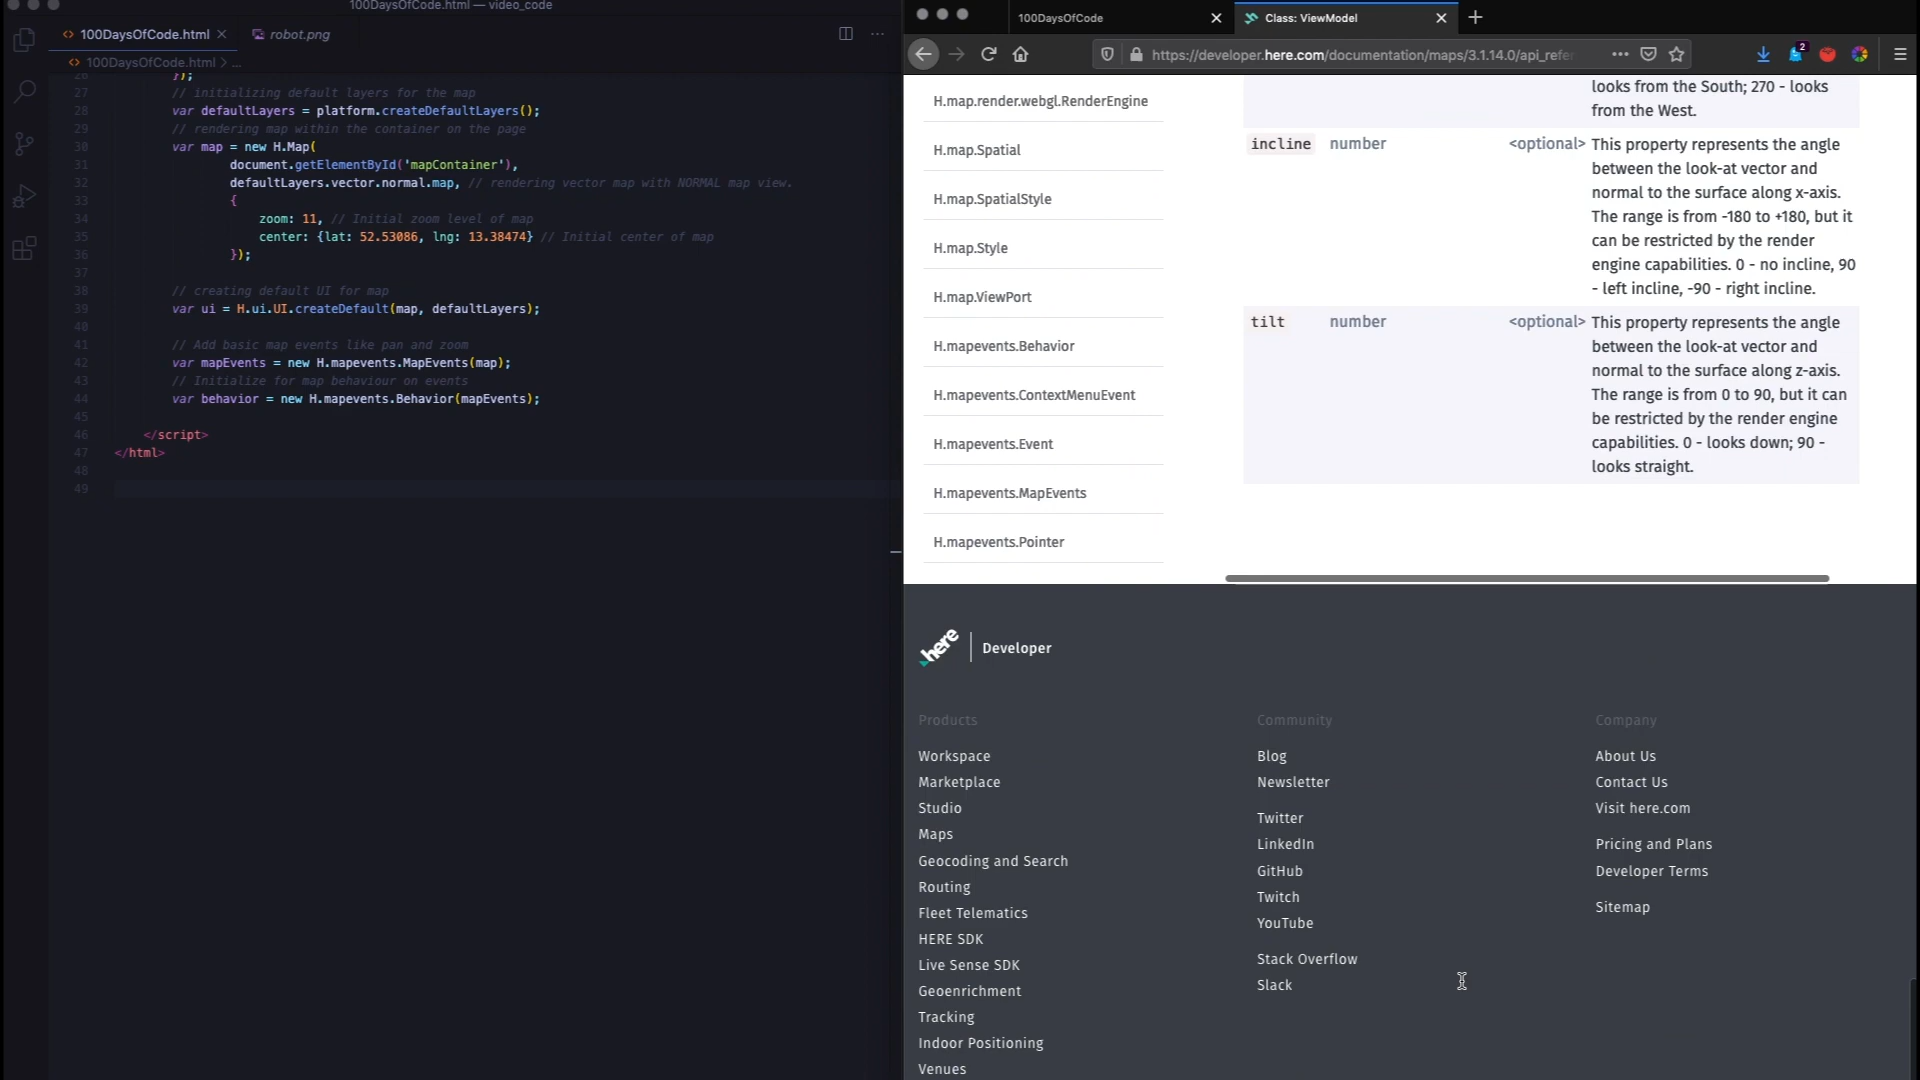 100DaysOfCode.html — video_code
100DaysOfCode.html
robot.png
100DaysOfCode.html > ...
26 });
27 // initializing default layers for the map
28 var defaultLayers = platform.createDefaultLayers();
29 // rendering map within the container on the page
30 var map = new H.Map(
31 document.getElementById('mapContainer'),
32 defaultLayers.vector.normal.map, // rendering vector map with NORMAL map view.
33 {
34 zoom: 11, // Initial zoom level of map
35 center: {lat: 52.53086, lng: 13.38474} // Initial center of map
36 });
37
38 // creating default UI for map
39 var ui = H.ui.UI.createDefault(map, defaultLayers);
40
41 // Add basic map events like pan and zoom
42 var mapEvents = new H.mapevents.MapEvents(map);
43 // Initialize for map behaviour on events
44 var behavior = new H.mapevents.Behavior(mapEvents);
45
46 </script>
47 </html>
48
49
100DaysOfCode
Class: ViewModel
https://developer.here.com/documentation/maps/3.1.14.0/api_refer
2
H.map.render.webgl.RenderEngine
H.map.Spatial
H.map.SpatialStyle
H.map.Style
H.map.ViewPort
H.mapevents.Behavior
H.mapevents.ContextMenuEvent
H.mapevents.Event
H.mapevents.MapEvents
H.mapevents.Pointer
looks from the South; 270 - looks
from the West.
incline number <optional> This property represents the angle
between the look-at vector and
normal to the surface along x-axis.
The range is from -180 to +180, but it
can be restricted by the render
engine capabilities. 0 - no incline, 90
- left incline, -90 - right incline.
tilt number <optional> This property represents the angle
between the look-at vector and
normal to the surface along z-axis.
The range is from 0 to 90, but it can
be restricted by the render engine
capabilities. 0 - looks down; 90 -
looks straight.
here Developer
Products
Workspace
Marketplace
Studio
Maps
Geocoding and Search
Routing
Fleet Telematics
HERE SDK
Live Sense SDK
Geoenrichment
Tracking
Indoor Positioning
Venues
Community
Blog
Newsletter
Twitter
LinkedIn
GitHub
Twitch
YouTube
Stack Overflow
Slack
Company
About Us
Contact Us
Visit here.com
Pricing and Plans
Developer Terms
Sitemap